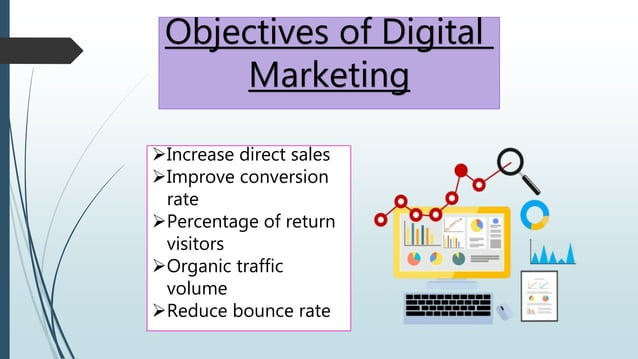 Objectives of Digital
Marketing
➢Increase direct sales
➢Improve conversion
rate
➢Percentage of return
visitors
➢Organic traffic
volume
➢Reduce bounce rate